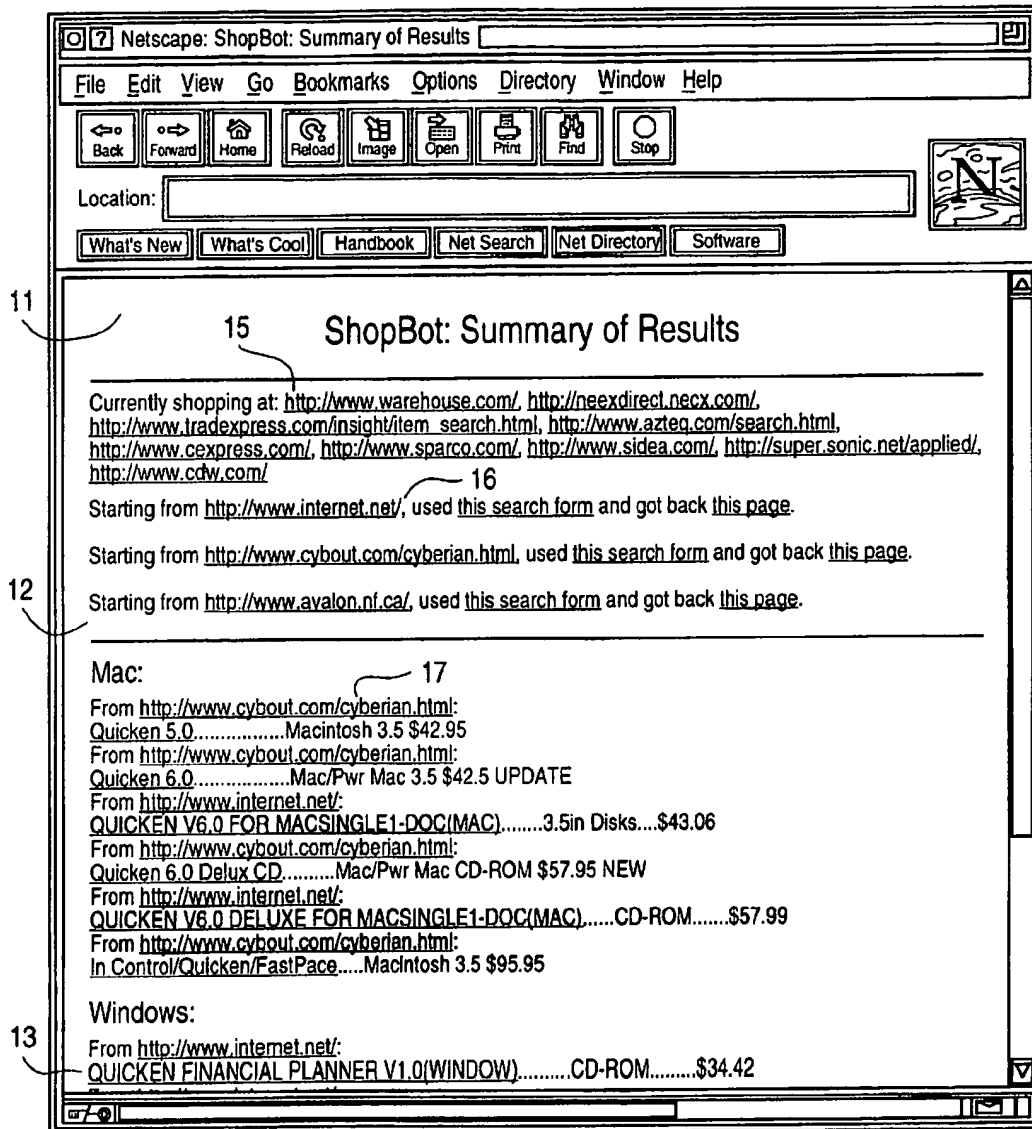 Netscape: ShopBot: Summary of Results
File Edit View Go Bookmarks Options Directory Window Help
Back Forward Home Reload Image Open Print Find Stop
N
Location:
What's New What's Cool Handbook Net Search Net Directory Software
11
15
ShopBot: Summary of Results
Currently shopping at: http://www.warehouse.com/, http://neexdirect.necx.com/,
http://www.tradexpress.com/insight/item_search.html, http://www.azteq.com/search.html,
http://www.cexpress.com/, http://www.sparco.com/, http://www.sidea.com/, http://super.sonic.net/applied/,
http://www.cdw.com/
16
Starting from http://www.internet.net/, used this search form and got back this page.
Starting from http://www.cybout.com/cyberian.html, used this search form and got back this page.
12
Starting from http://www.avalon.nf.ca/, used this search form and got back this page.
Mac:
17
From http://www.cybout.com/cyberian.html:
Quicken 5.0.................Macintosh 3.5 $42.95
From http://www.cybout.com/cyberian.html:
Quicken 6.0..................Mac/Pwr Mac 3.5 $42.5 UPDATE
From http://www.internet.net/:
QUICKEN V6.0 FOR MACSINGLE1-DOC(MAC)........3.5in Disks....$43.06
From http://www.cybout.com/cyberian.html:
Quicken 6.0 Delux CD..........Mac/Pwr Mac CD-ROM $57.95 NEW
From http://www.internet.net/:
QUICKEN V6.0 DELUXE FOR MACSINGLE1-DOC(MAC)......CD-ROM.......$57.99
From http://www.cybout.com/cyberian.html:
In Control/Quicken/FastPace.....Macintosh 3.5 $95.95
Windows:
13
From http://www.internet.net/:
QUICKEN FINANCIAL PLANNER V1.0(WINDOW)..........CD-ROM.........$34.42